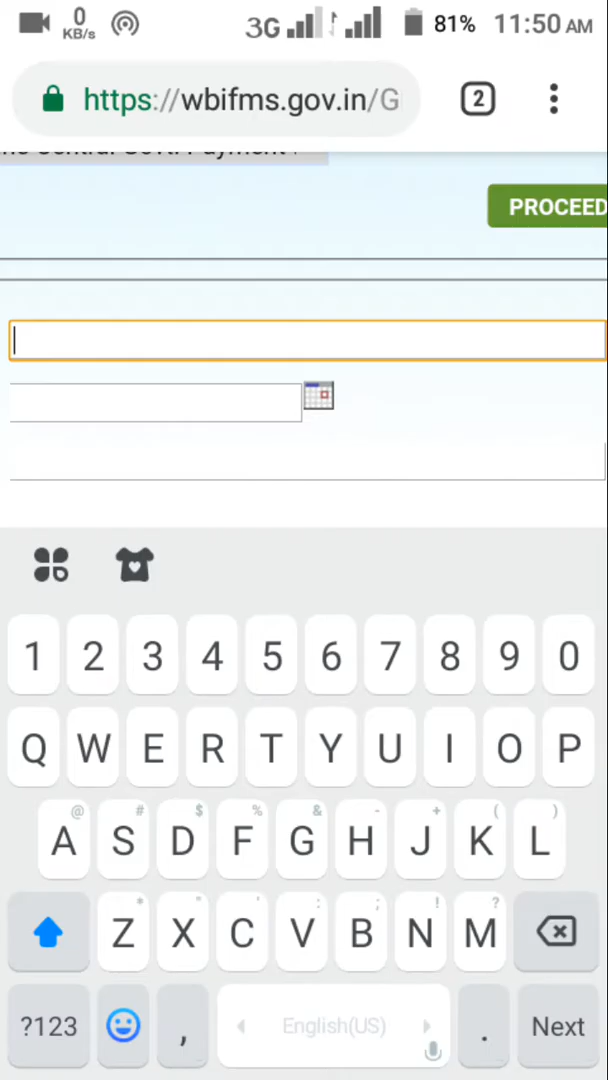 0 KB/s 3G 81% 11:50 AM
https://wbifms.gov.in/G 2
PROCEED
1 2 3 4 5 6 7 8 9 0
Q W E R T Y U I O P
@ # $ % & - + ( )
A S D F G H J K L
* " ' : ; ! ?
Z X C V B N M
?123 , English(US) . Next